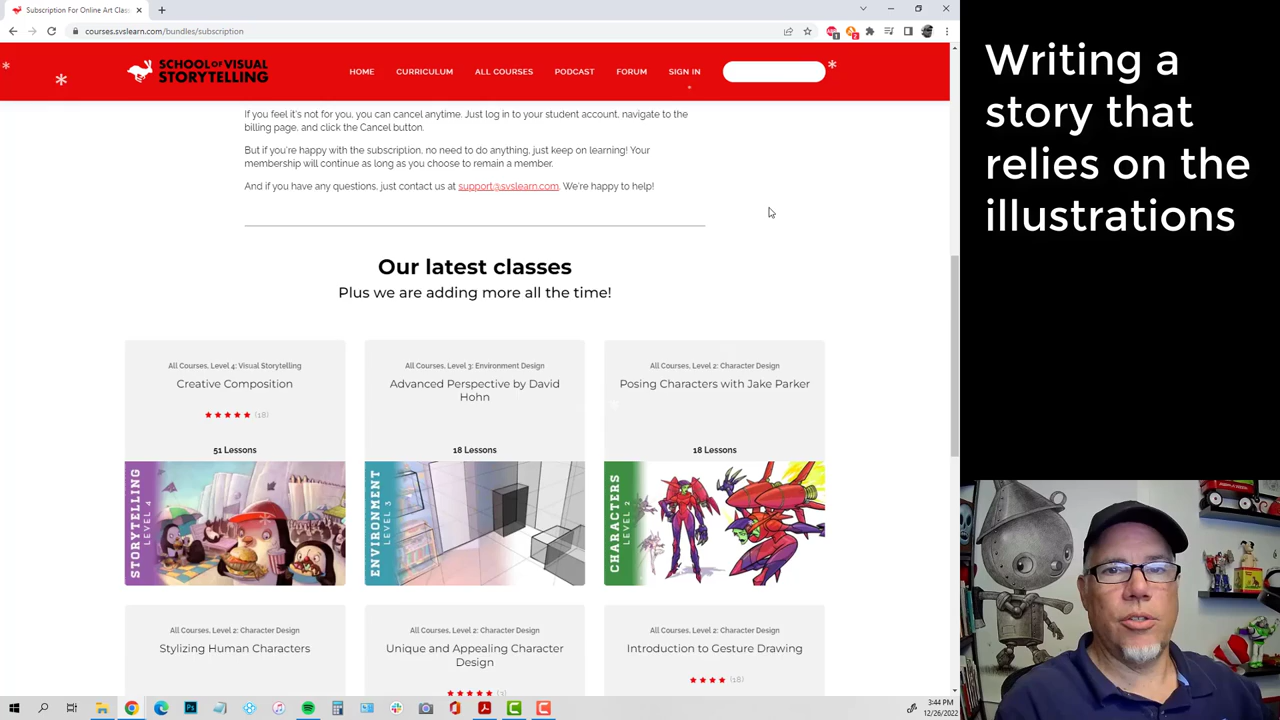 Subscription For Online Art Clas
courses.svslearn.com/bundles/subscription
SCHOOL OF VISUAL
STORYTELLING
HOME
CURRICULUM
ALL COURSES
PODCAST
FORUM
SIGN IN
If you feel it's not for you, you can cancel anytime. Just log in to your student account, navigate to the
billing page, and click the Cancel button.
But if you're happy with the subscription, no need to do anything, just keep on learning! Your
membership will continue as long as you choose to remain a member.
And if you have any questions, just contact us at support@svslearn.com. We're happy to help!
Our latest classes
Plus we are adding more all the time!
All Courses, Level 4: Visual Storytelling
Creative Composition
(18)
51 Lessons
STORYTELLING
LEVEL 4
All Courses, Level 3: Environment Design
Advanced Perspective by David
Hohn
18 Lessons
ENVIRONMENT
LEVEL 3
All Courses, Level 2: Character Design
Posing Characters with Jake Parker
18 Lessons
CHARACTERS
LEVEL 2
All Courses, Level 2: Character Design
Stylizing Human Characters
All Courses, Level 2: Character Design
Unique and Appealing Character
Design
(3)
All Courses, Level 2: Character Design
Introduction to Gesture Drawing
(18)
3:44 PM
12/26/2022
Writing a
story that
relies on the
illustrations